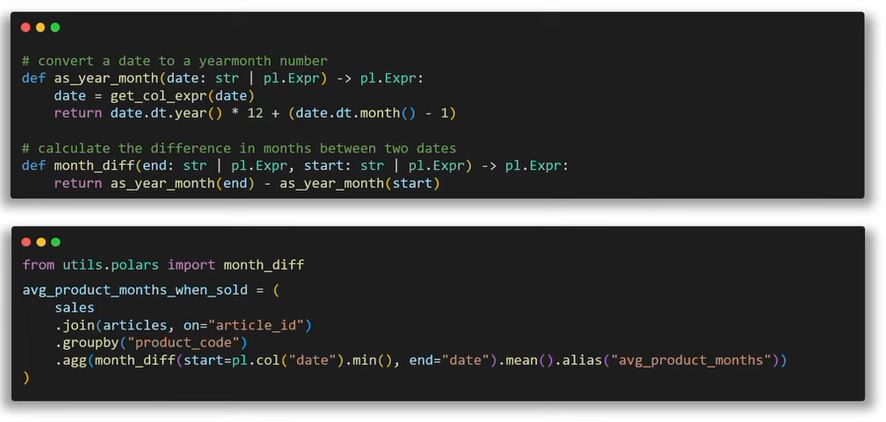 # convert a date to a yearmonth number
def as_year_month(date: str | pl.Expr) -> pl.Expr:
    date = get_col_expr(date)
    return date.dt.year() * 12 + (date.dt.month() - 1)
# calculate the difference in months between two dates
def month_diff(end: str | pl.Expr, start: str | pl.Expr) -> pl.Expr:
    return as_year_month(end) - as_year_month(start)
from utils.polars import month_diff
avg_product_months_when_sold = (
    sales
    .join(articles, on="article_id")
    .groupby("product_code")
    .agg(month_diff(start=pl.col("date").min(), end="date").mean().alias("avg_product_months"))
)